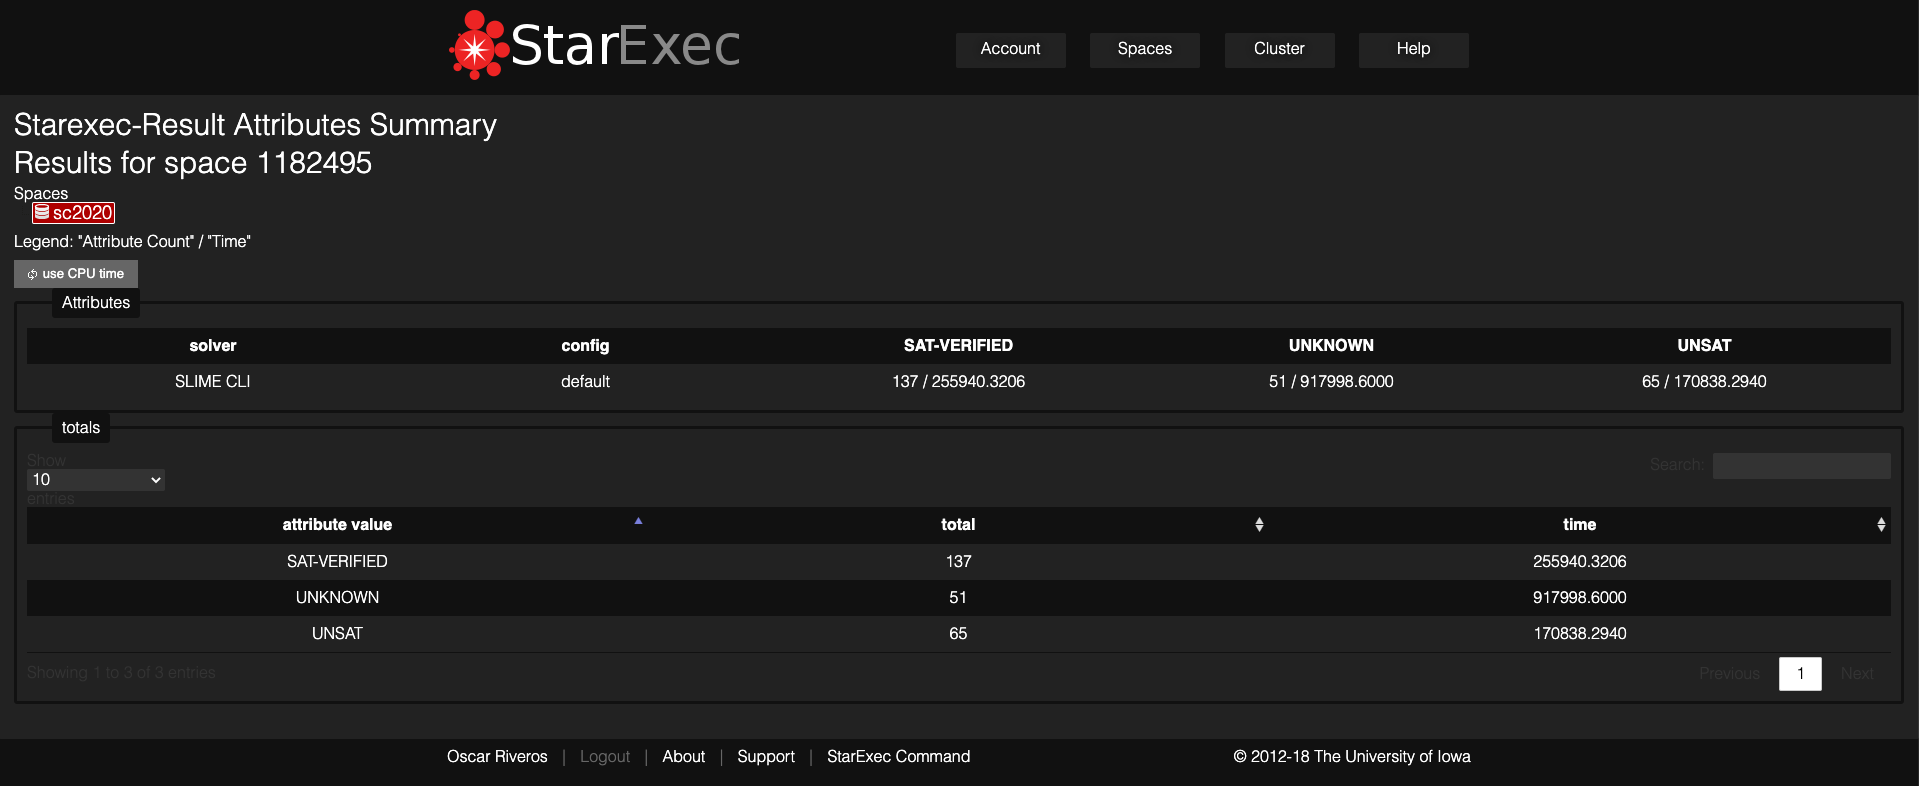 StarExec
Account Spaces Cluster Help
Starexec-Result Attributes Summary
Results for space 1182495
Spaces
sc2020
Legend: "Attribute Count" / "Time"
use CPU time
Attributes
solver config SAT-VERIFIED UNKNOWN UNSAT
SLIME CLI default 137 / 255940.3206 51 / 917998.6000 65 / 170838.2940
totals
Show
10
entries
Search:
attribute value total time
SAT-VERIFIED 137 255940.3206
UNKNOWN 51 917998.6000
UNSAT 65 170838.2940
Showing 1 to 3 of 3 entries
Previous 1 Next
Oscar Riveros | Logout | About | Support | StarExec Command © 2012-18 The University of Iowa